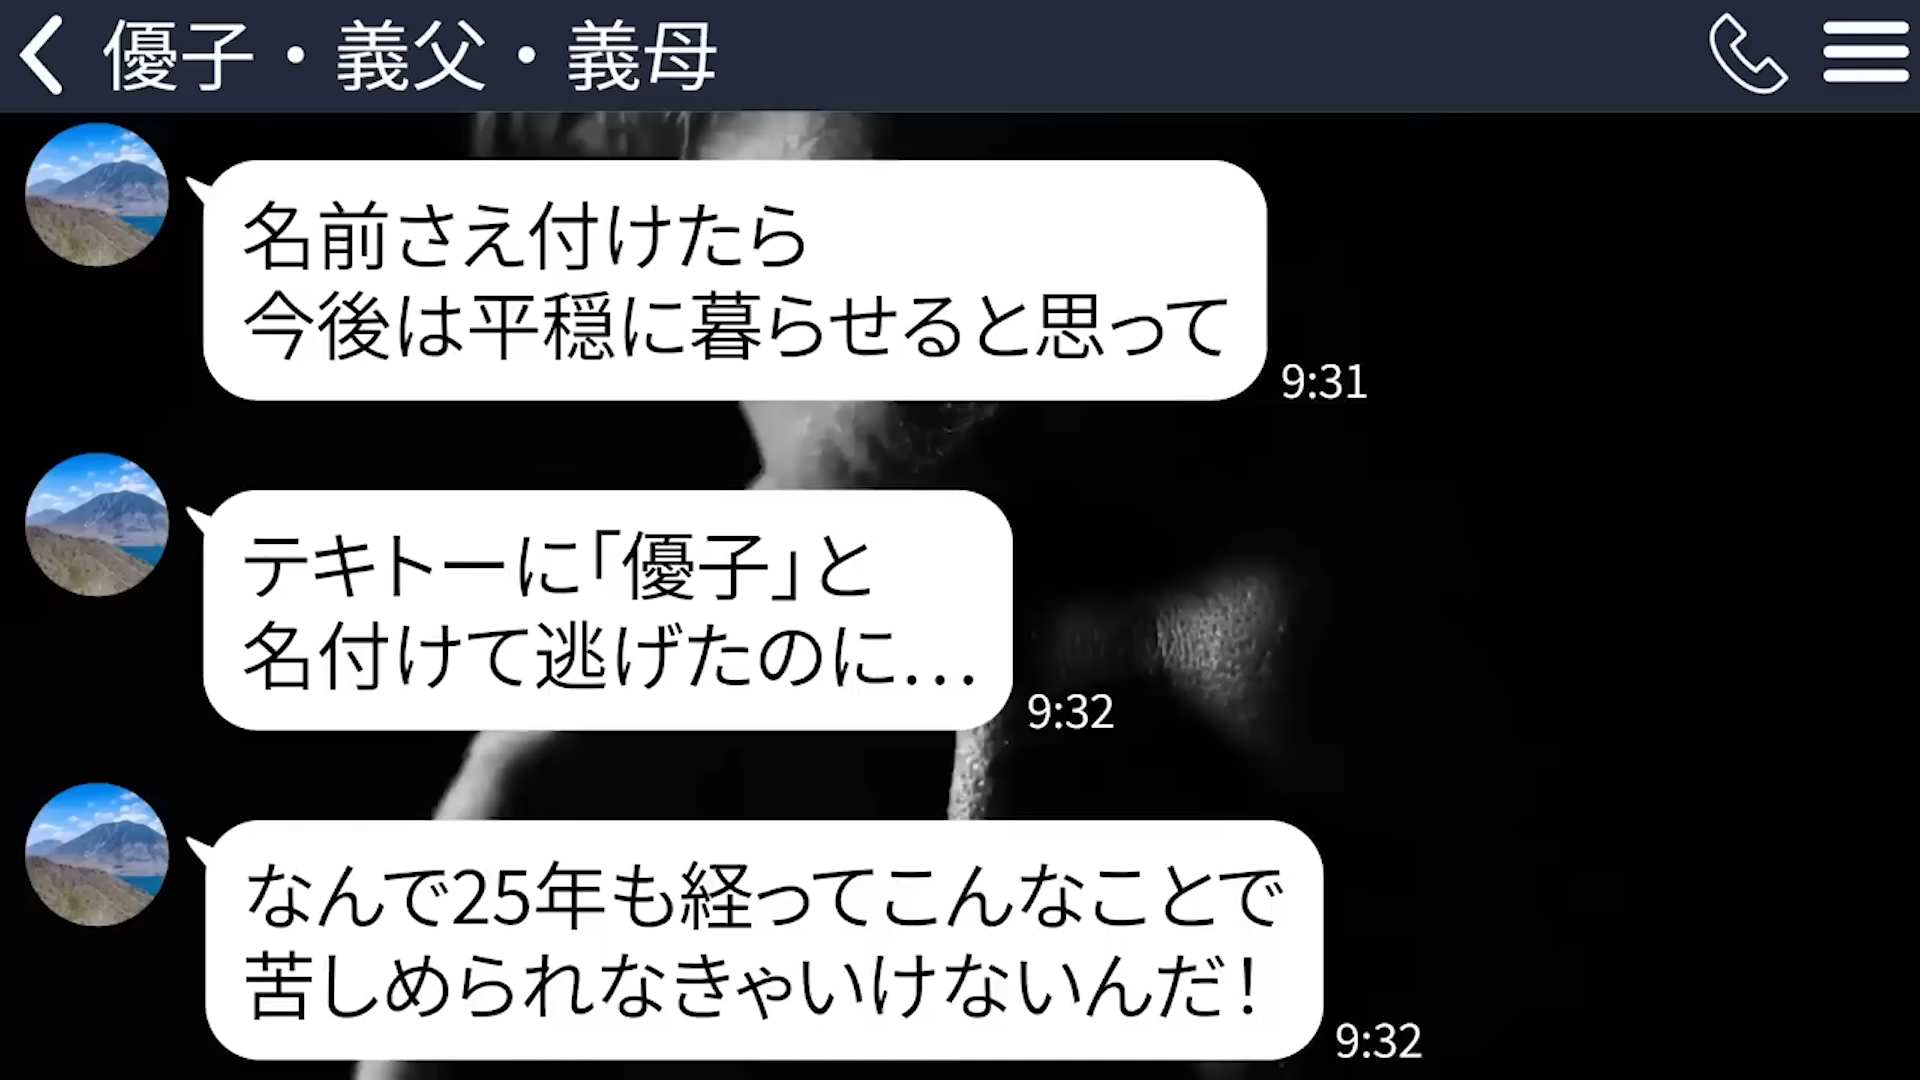 優子・義父・義母
名前さえ付けたら
今後は平穏に暮らせると思って
9:31
テキトーに「優子」と
名付けて逃げたのに…
9:32
なんで25年も経ってこんなことで
苦しめられなきゃいけないんだ!
9:32